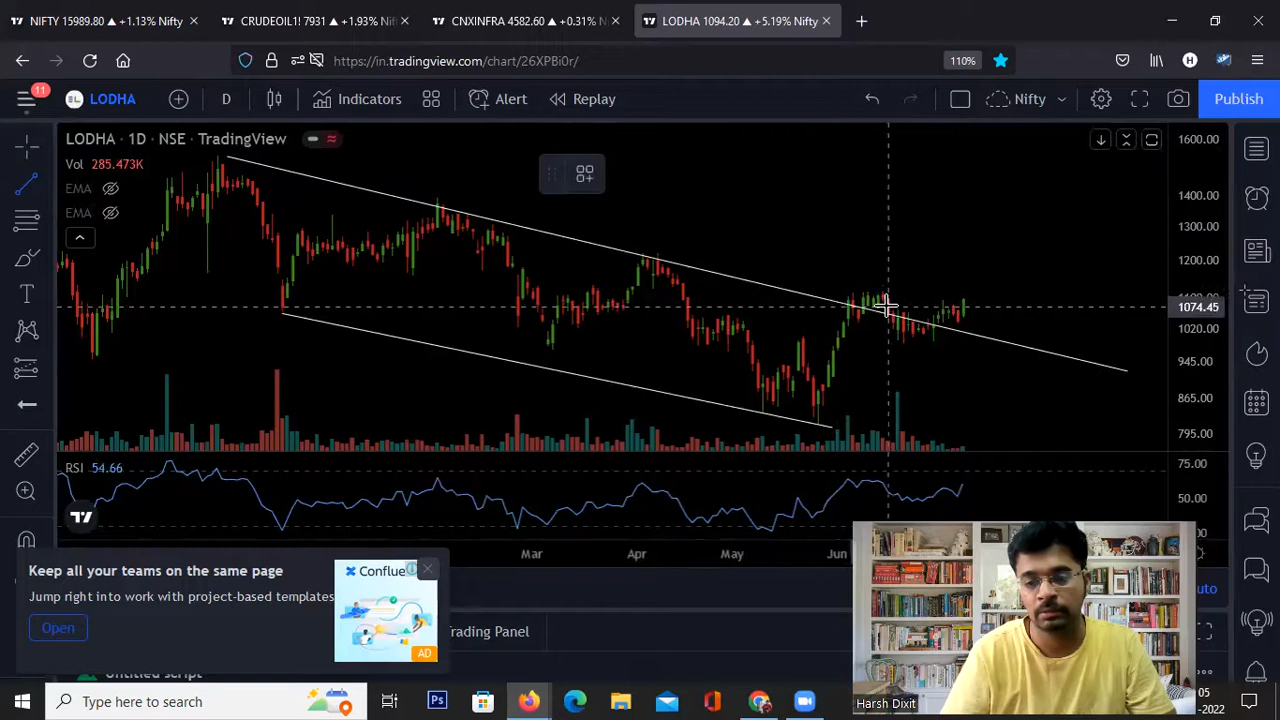 NIFTY 15989.80 ▲ +1.13% Nifty
CRUDEOIL1! 7931 ▲ +1.93% /
CNXINFRA 4582.60 ▲ +0.31%
LODHA 1094.20 ▲ +5.19% Nifty
https://in.tradingview.com/chart/26XPBi0r/
110%
H
11
LODHA
D
Indicators
Alert
Replay
Nifty
Publish
LODHA · 1D · NSE · TradingView
Vol 285.473K
EMA
EMA
1600.00
1400.00
1300.00
1200.00
1074.45
1020.00
945.00
865.00
795.00
RSI 54.66
75.00
50.00
Mar
Apr
May
Jun
Keep all your teams on the same page
Jump right into work with project-based templates
Open
Conflue
AD
Trading Panel
Untitled script
Type here to search
Harsh Dixit
05
-2022